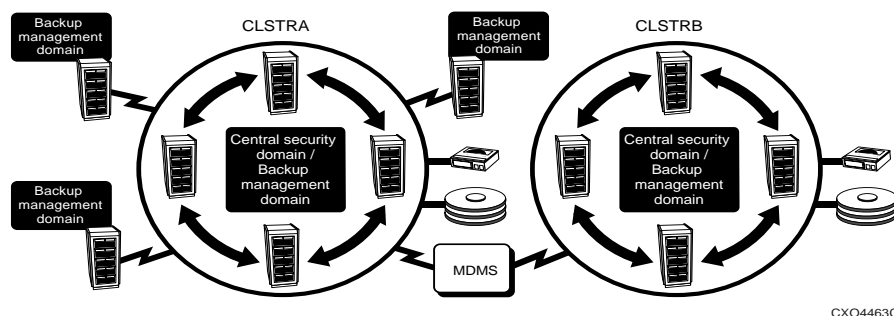 Backup
management
domain
CLSTRA
Backup
management
domain
CLSTRB
Central security
domain /
Backup
management
domain
Central security
domain /
Backup
management
domain
Backup
management
domain
MDMS
CXO4463C